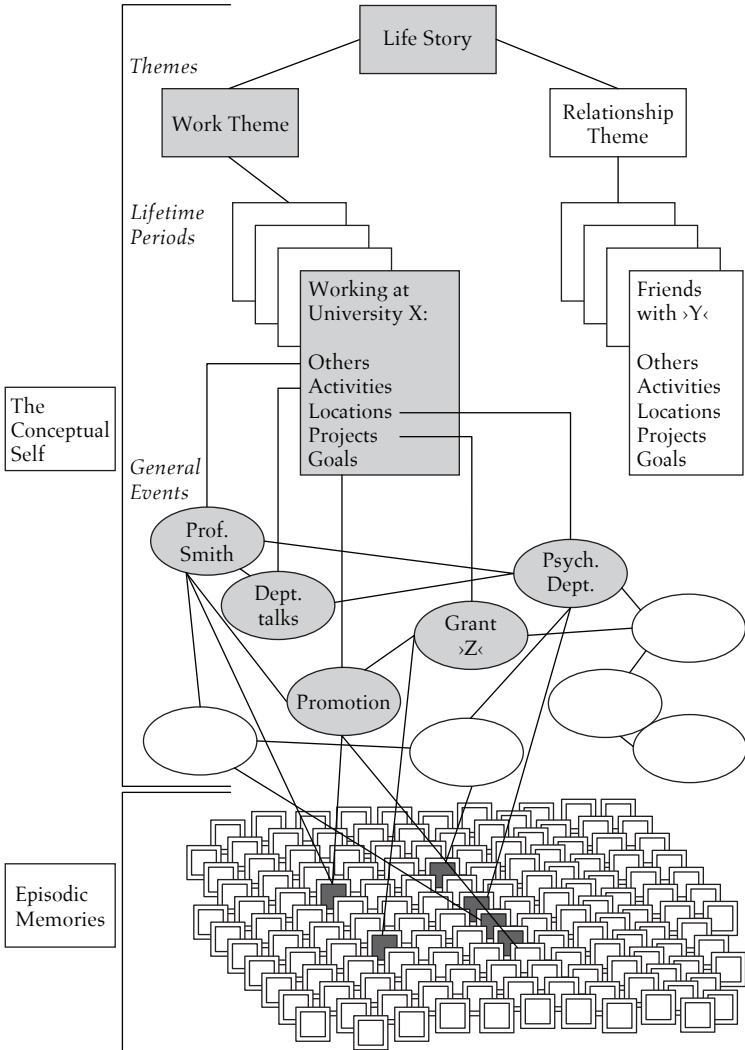 Life Story
Themes
Work Theme
Relationship
Theme
Lifetime
Periods
Working at
University X:
Others
Activities
Locations
Projects
Goals
Friends
with ›Y‹
Others
Activities
Locations
Projects
Goals
The
Conceptual
Self
General
Events
Prof.
Smith
Dept.
talks
Psych.
Dept.
Grant
›Z‹
Promotion
Episodic
Memories